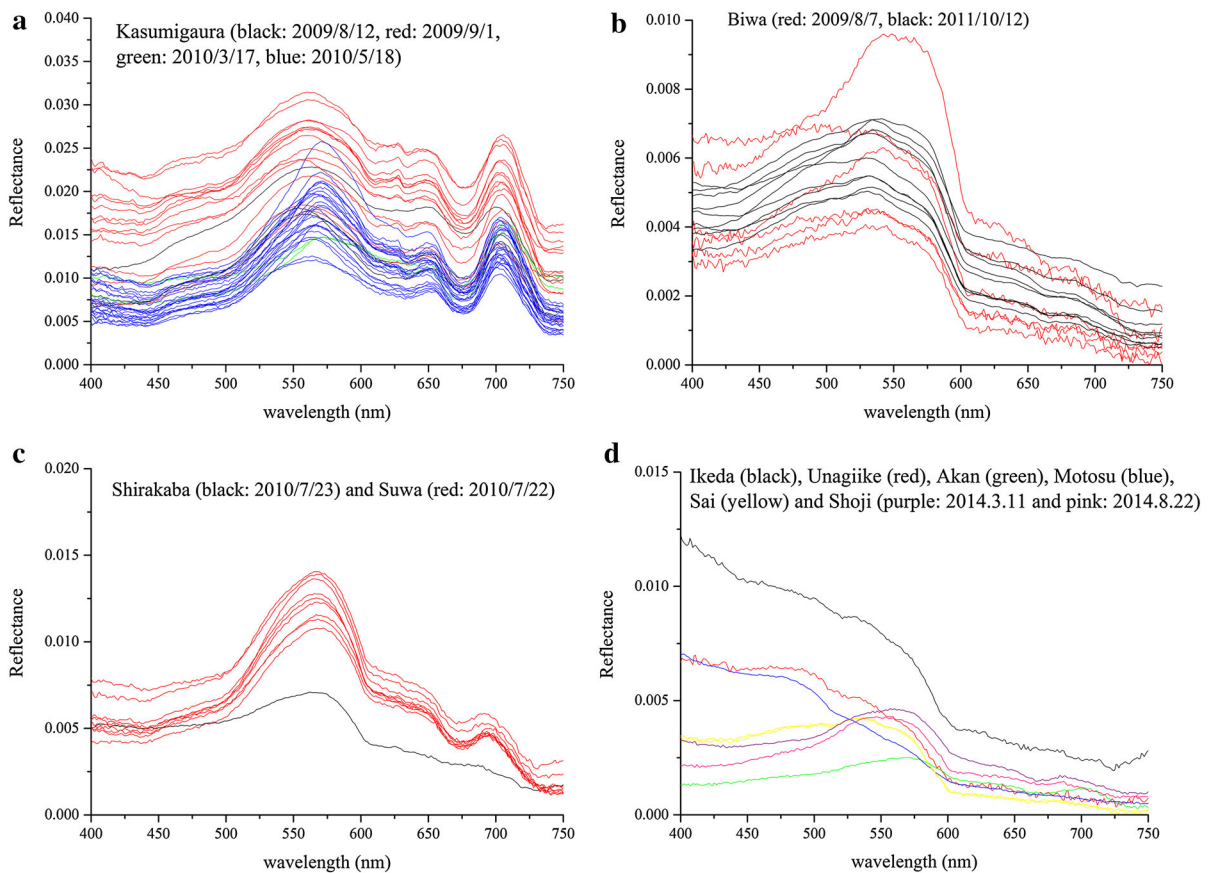 a
Kasumigaura (black: 2009/8/12, red: 2009/9/1,
green: 2010/3/17, blue: 2010/5/18)
0.040
0.035
0.030
0.025
0.020
0.015
0.010
0.005
0.000
Reflectance
400 450 500 550 600 650 700 750
wavelength (nm)
b
Biwa (red: 2009/8/7, black: 2011/10/12)
0.010
0.008
0.006
0.004
0.002
0.000
Reflectance
400 450 500 550 600 650 700 750
wavelength (nm)
c
Shirakaba (black: 2010/7/23) and Suwa (red: 2010/7/22)
0.020
0.015
0.010
0.005
0.000
Reflectance
400 450 500 550 600 650 700 750
wavelength (nm)
d
Ikeda (black), Unagiike (red), Akan (green), Motosu (blue),
Sai (yellow) and Shoji (purple: 2014.3.11 and pink: 2014.8.22)
0.015
0.010
0.005
0.000
Reflectance
400 450 500 550 600 650 700 750
wavelength (nm)